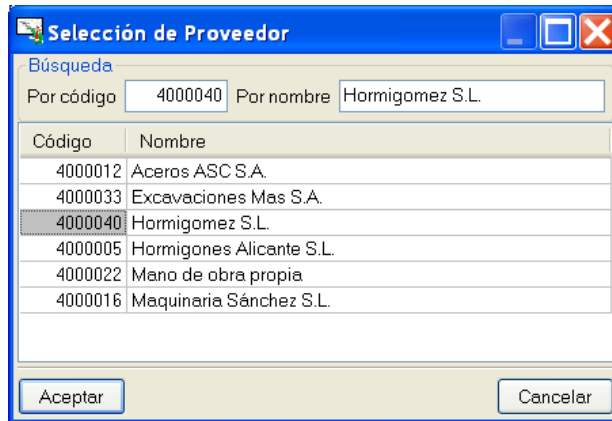 Selección de Proveedor
Búsqueda
Por código 4000040 Por nombre Hormigomez S.L.
Código Nombre
4000012 Aceros ASC S.A.
4000033 Excavaciones Mas S.A.
4000040 Hormigomez S.L.
4000005 Hormigones Alicante S.L.
4000022 Mano de obra propia
4000016 Maquinaria Sánchez S.L.
Aceptar Cancelar